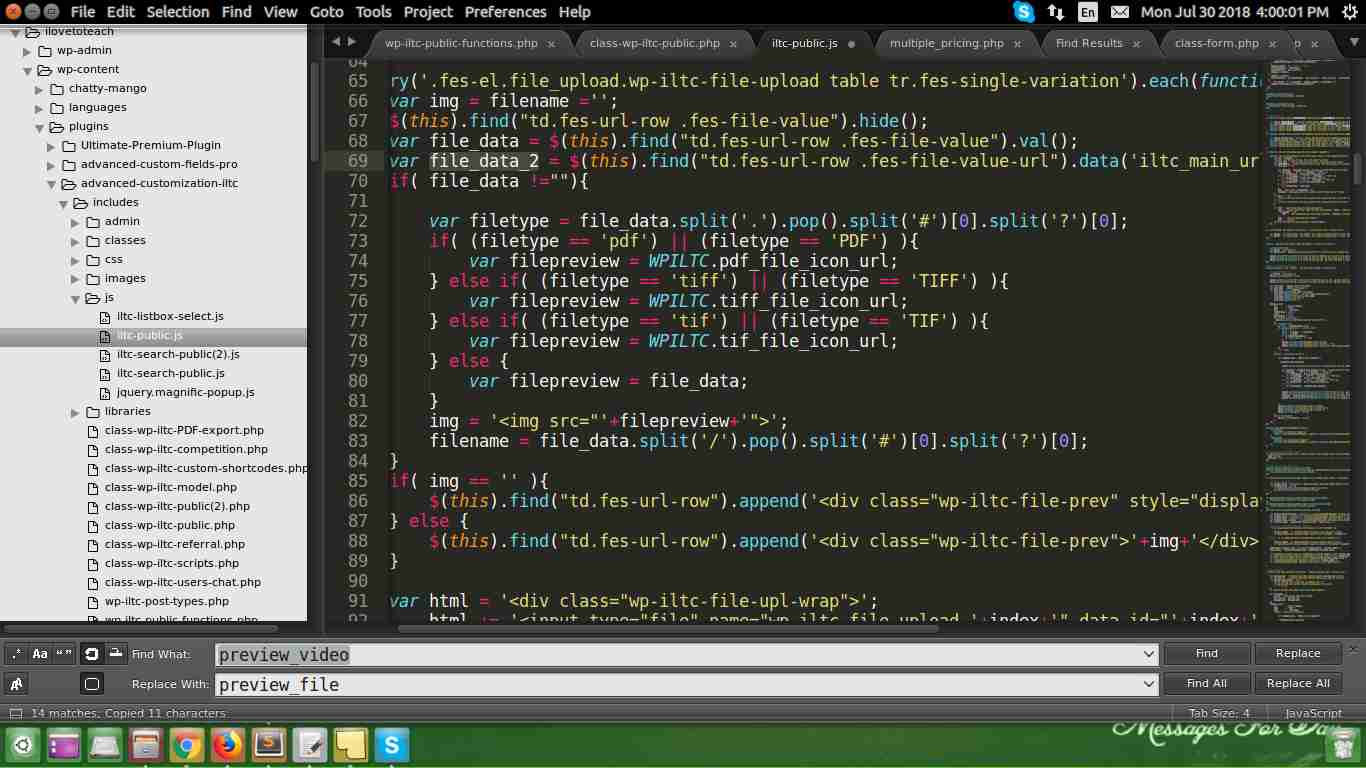 File Edit Selection Find View Goto Tools Project Preferences Help
En Mon Jul 30 2018 4:00:01 PM
ilovetoteach
wp-admin
wp-content
chatty-mango
languages
plugins
Ultimate-Premium-Plugin
advanced-custom-fields-pro
advanced-customization-iltc
includes
admin
classes
css
images
js
iltc-listbox-select.js
iltc-public.js
iltc-search-public(2).js
iltc-search-public.js
jquery.magnific-popup.js
libraries
class-wp-iltc-PDF-export.php
class-wp-iltc-competition.php
class-wp-iltc-custom-shortcodes.php
class-wp-iltc-model.php
class-wp-iltc-public(2).php
class-wp-iltc-public.php
class-wp-iltc-referral.php
class-wp-iltc-scripts.php
class-wp-iltc-users-chat.php
wp-iltc-post-types.php
wp-iltc-public-functions.php
wp-iltc-public-functions.php class-wp-iltc-public.php iltc-public.js multiple_pricing.php Find Results class-form.php p
64
65 ry('.fes-el.file_upload.wp-iltc-file-upload table tr.fes-single-variation').each(functi
66 var img = filename ='';
67 $(this).find("td.fes-url-row .fes-file-value").hide();
68 var file_data = $(this).find("td.fes-url-row .fes-file-value").val();
69 var file_data_2 = $(this).find("td.fes-url-row .fes-file-value-url").data('iltc_main_ur
70 if( file_data !=""){
71
72 var filetype = file_data.split('.').pop().split('#')[0].split('?')[0];
73 if( (filetype == 'pdf') || (filetype == 'PDF') ){
74 var filepreview = WPILTC.pdf_file_icon_url;
75 } else if( (filetype == 'tiff') || (filetype == 'TIFF') ){
76 var filepreview = WPILTC.tiff_file_icon_url;
77 } else if( (filetype == 'tif') || (filetype == 'TIF') ){
78 var filepreview = WPILTC.tif_file_icon_url;
79 } else {
80 var filepreview = file_data;
81 }
82 img = '<img src="'+filepreview+'">';
83 filename = file_data.split('/').pop().split('#')[0].split('?')[0];
84 }
85 if( img == '' ){
86 $(this).find("td.fes-url-row").append('<div class="wp-iltc-file-prev" style="displa
87 } else {
88 $(this).find("td.fes-url-row").append('<div class="wp-iltc-file-prev">'+img+'</div>
89 }
90
91 var html = '<div class="wp-iltc-file-upl-wrap">';
92 html += '<input type="file" name="wp_iltc_file_upload_'+index+'" data-id="'+index+'
.* Aa “” Find What: preview_video Find Replace
Replace With: preview_file Find All Replace All
14 matches, Copied 11 characters Tab Size: 4 JavaScript
Messages For Day